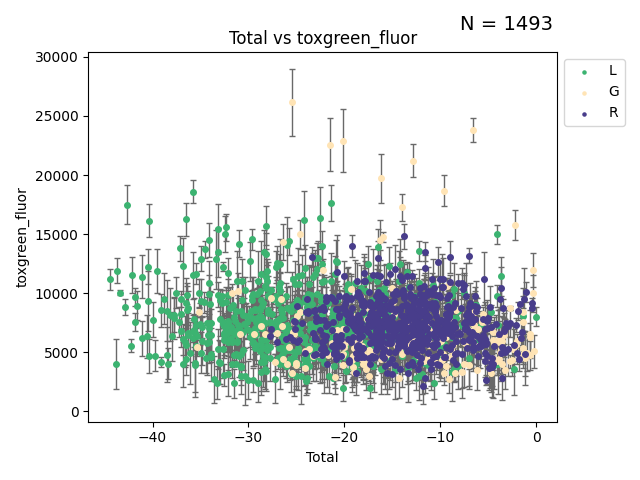 N = 1493
Total vs toxgreen_fluor
30000
25000
20000
15000
10000
5000
0
toxgreen_fluor
−40
−30
−20
−10
0
Total
L
G
R